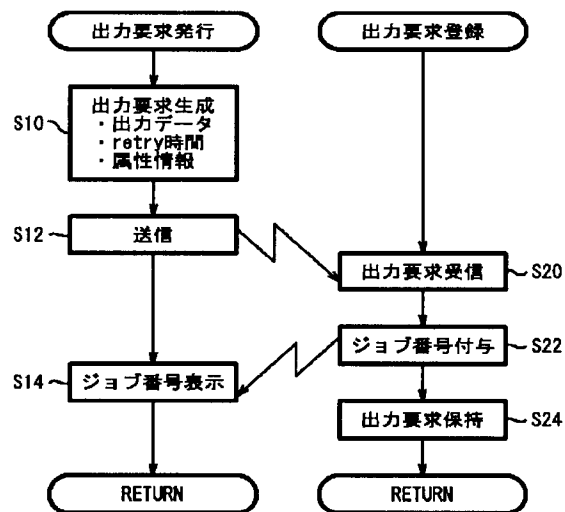 出力要求発行
出力要求登録
S10
出力要求生成
・出力データ
・retry時間
・属性情報
S12
送信
出力要求受信
S20
ジョブ番号付与
S22
S14
ジョブ番号表示
出力要求保持
S24
RETURN
RETURN